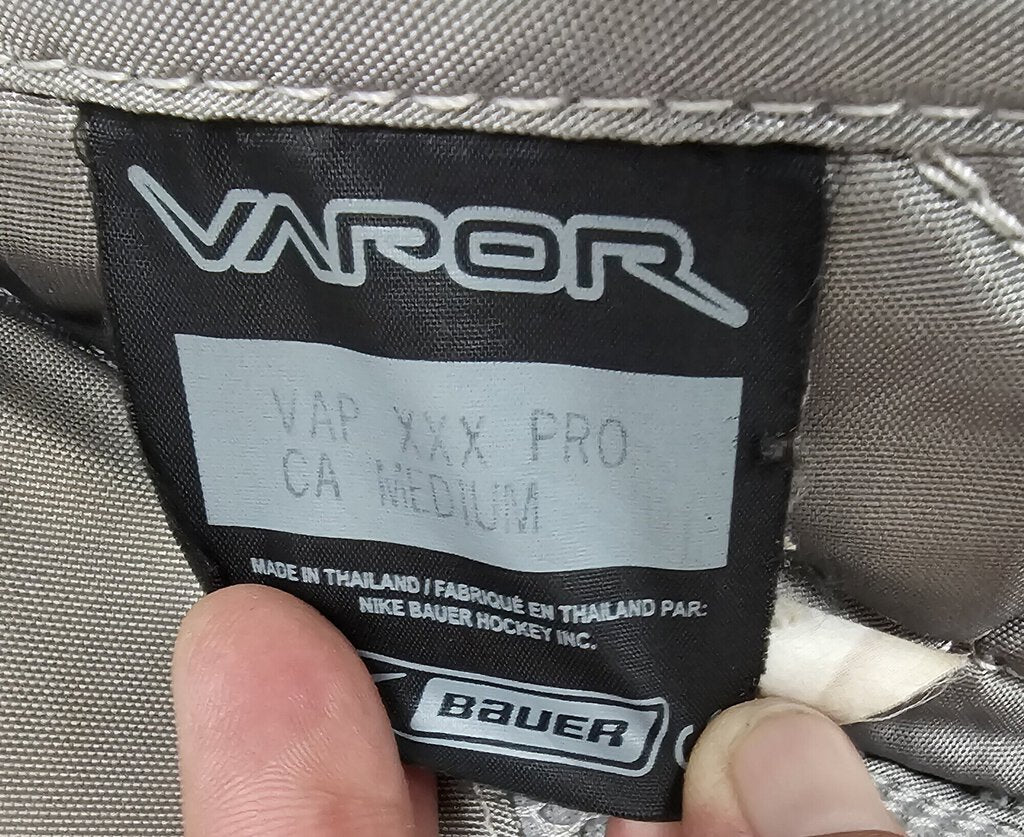 VAPOR
VAP XXX PRO
CA MEDIUM
MADE IN THAILAND / FABRIQUÉ EN THAILAND PAR:
NIKE BAUER HOCKEY INC.
BAUER